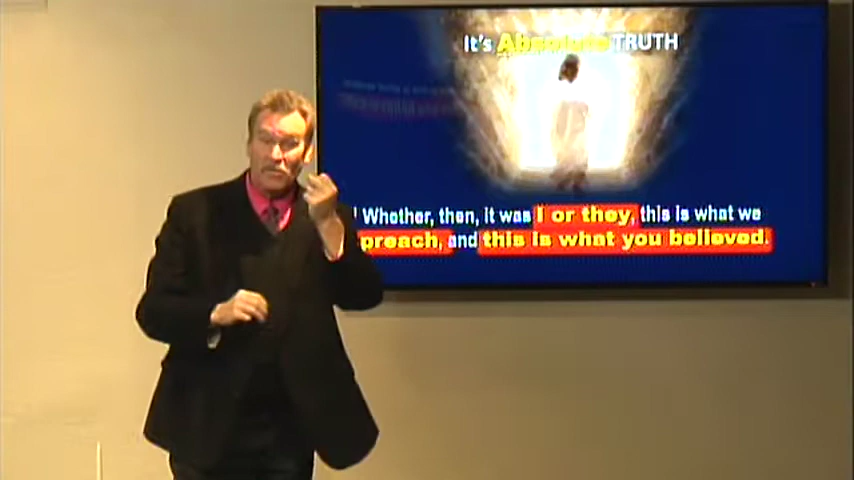 It's Absolute TRUTH
Whether, then, it was I or they, this is what we
preach, and this is what you believed.